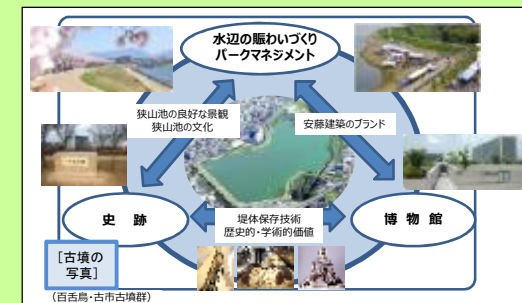 水辺の賑わいづくり
パークマネジメント
狭山池の良好な景観
狭山池の文化
安藤建築のブランド
史 跡
堤体保存技術
歴史的・学術的価値
博 物 館
[古墳の
写真]
(百舌鳥・古市古墳群)